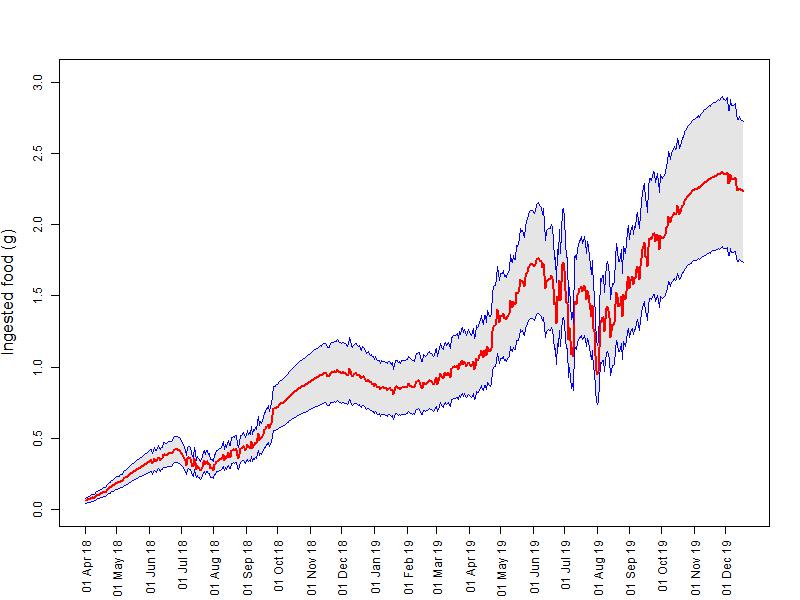 Ingested food (g)
3.0
2.5
2.0
1.5
1.0
0.5
0.0
01 Apr 18
01 May 18
01 Jun 18
01 Jul 18
01 Aug 18
01 Sep 18
01 Oct 18
01 Nov 18
01 Dec 18
01 Jan 19
01 Feb 19
01 Mar 19
01 Apr 19
01 May 19
01 Jun 19
01 Jul 19
01 Aug 19
01 Sep 19
01 Oct 19
01 Nov 19
01 Dec 19